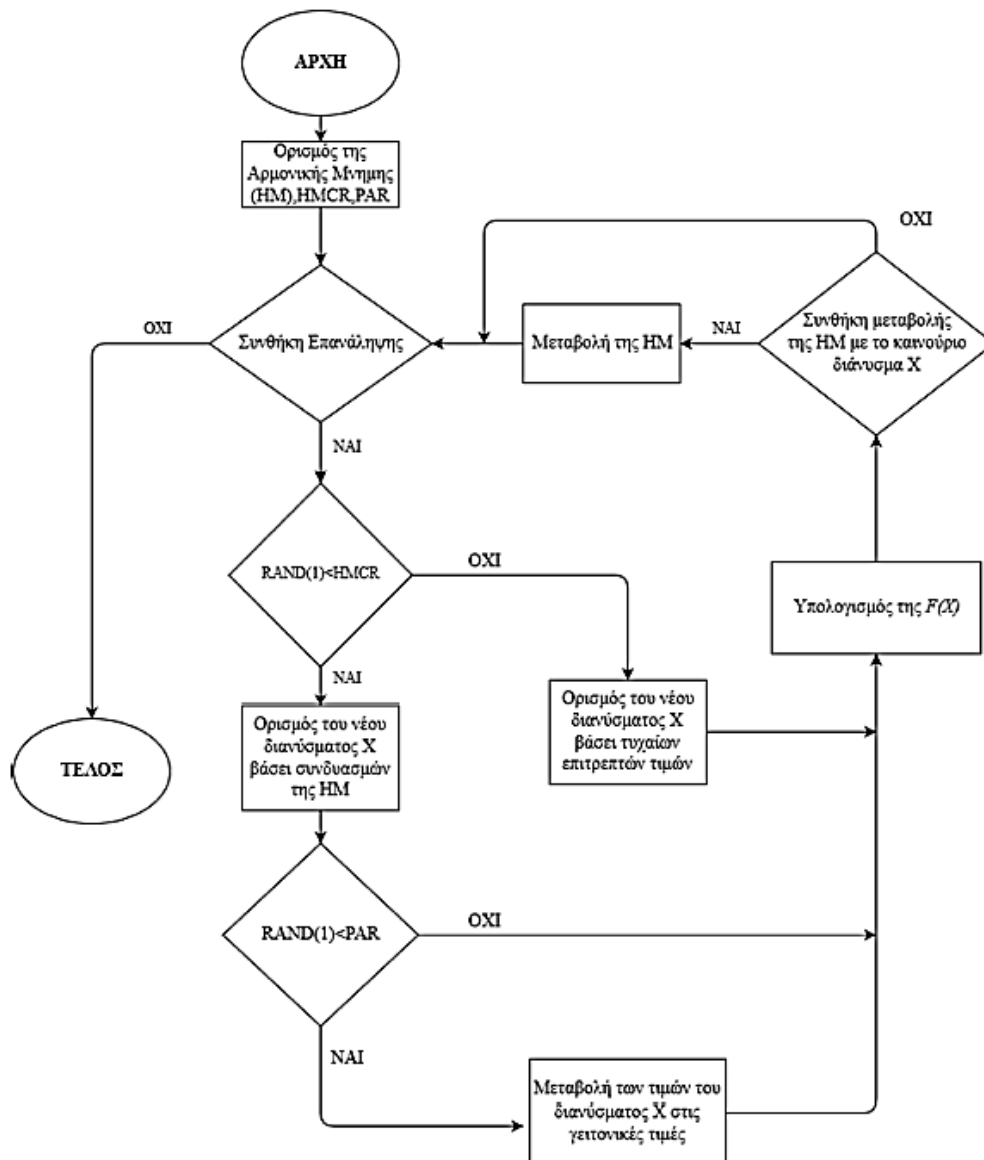 ΑΡΧΗ
Ορισμός της
Αρμονικής Μνημης
(HM),HMCR,PAR
ΟΧΙ
ΟΧΙ
Συνθήκη Επανάληψης
Μεταβολή της HM
ΝΑΙ
Συνθήκη μεταβολής
της HM με το καινούριο
διάνυσμα X
ΝΑΙ
RAND(1)<HMCR
ΟΧΙ
Υπολογισμός της F(X)
ΝΑΙ
Ορισμός του νέου
διανύσματος X
βάσει συνδυασμών
της HM
Ορισμός του νέου
διανύσματος X
βάσει τυχαίων
επιτρεπτών τιμών
ΤΕΛΟΣ
RAND(1)<PAR
ΟΧΙ
ΝΑΙ
Μεταβολή των τιμών του
διανύσματος X στις
γειτονικές τιμές